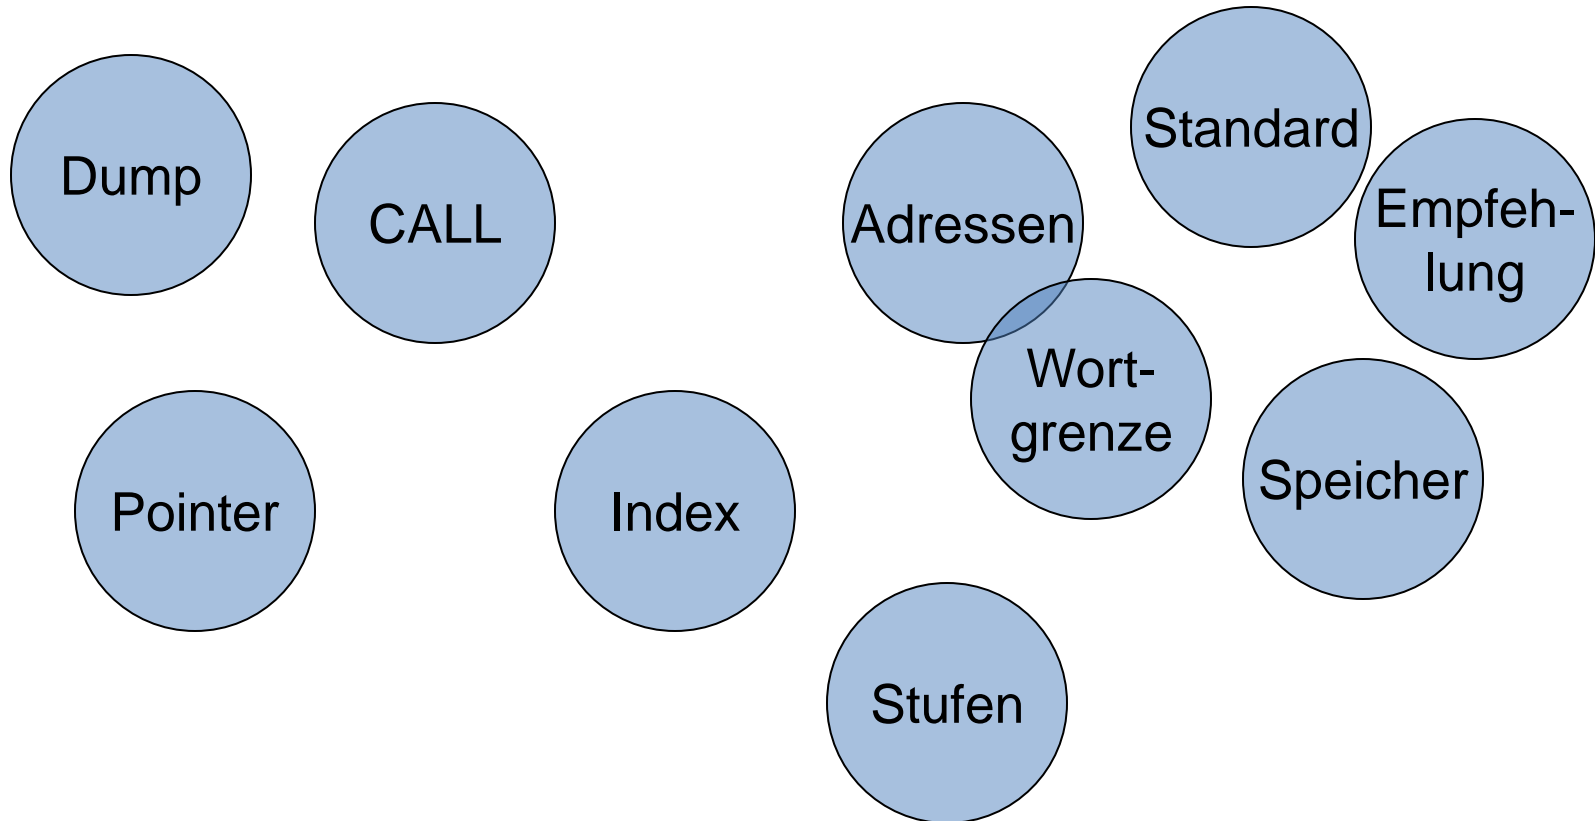 Standard
Dump
CALL
Adressen
Empfeh-
lung
Wort-
grenze
Speicher
Pointer
Index
Stufen